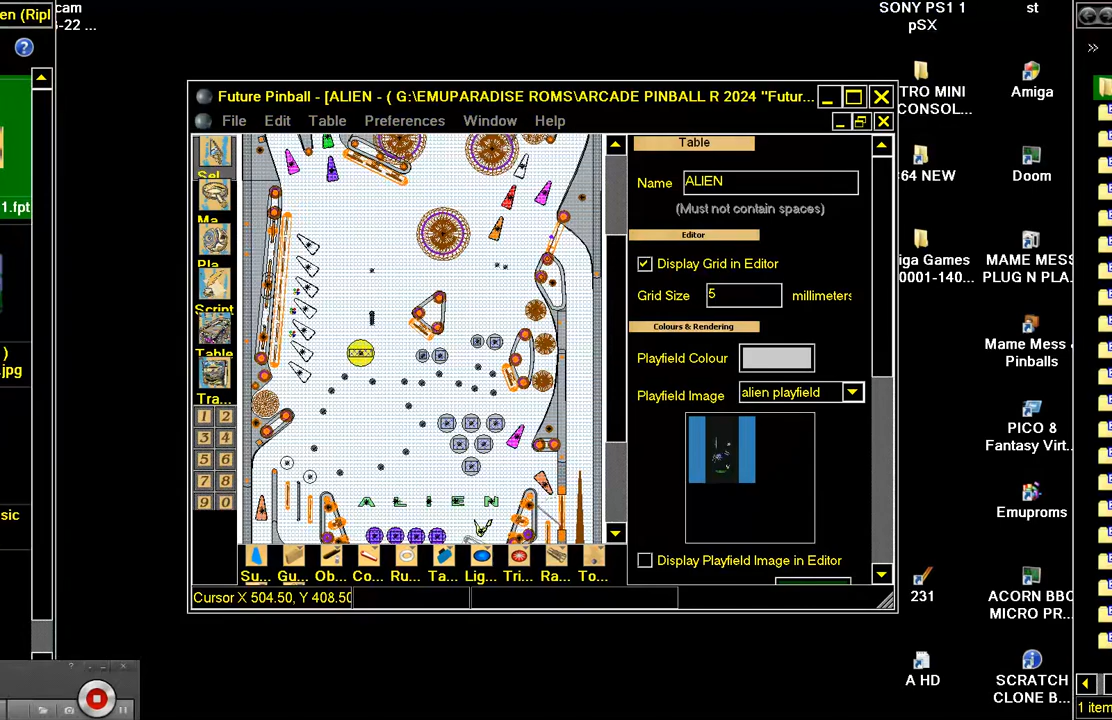 cam
-22 ...
en (Ripl
1.fpt
)
.jpg
sic
Future Pinball - [ALIEN - ( G:\EMUPARADISE ROMS\ARCADE PINBALL R 2024 "Futur...
File Edit Table Preferences Window Help
Sel
Ma
Pla
Script
Table
Tra...
1 2
3 4
5 6
7 8
9 0
A L I E N
Su... Gu... Ob... Co... Ru... Ta... Lig... Tri... Ra... To...
Cursor X 504.50, Y 408.50
Table
Name ALIEN
(Must not contain spaces)
Editor
Display Grid in Editor
Grid Size 5 millimeters
Colours & Rendering
Playfield Colour
Playfield Image alien playfield
Display Playfield Image in Editor
SONY PS1 1
pSX
st
TRO MINI
CONSOL...
Amiga
64 NEW
Doom
iga Games
0001-140...
MAME MESS
PLUG N PLA...
Mame Mess &
Pinballs
PICO 8
Fantasy Virt...
Emuproms
231
ACORN BBC
MICRO PR...
A HD
SCRATCH
CLONE B...
1 item